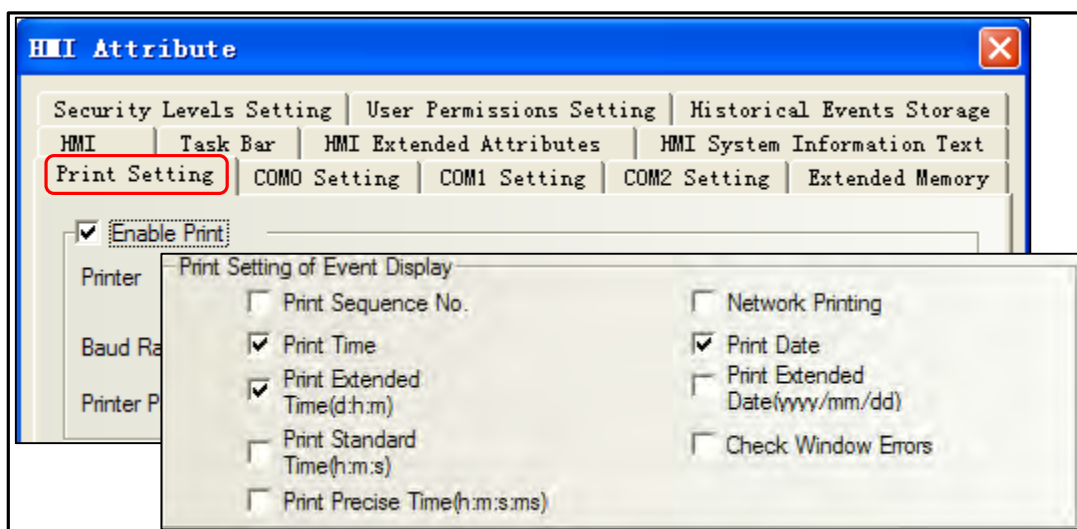 HMI Attribute
Security Levels Setting User Permissions Setting Historical Events Storage
HMI Task Bar HMI Extended Attributes HMI System Information Text
Print Setting COM0 Setting COM1 Setting COM2 Setting Extended Memory
Enable Print
Printer
Baud Ra
Printer P
Print Setting of Event Display
Print Sequence No. Network Printing
Print Time Print Date
Print Extended
Time(d:h:m)
Print Extended
Date(yyyy/mm/dd)
Print Standard
Time(h:m:s)
Check Window Errors
Print Precise Time(h:m:s:ms)